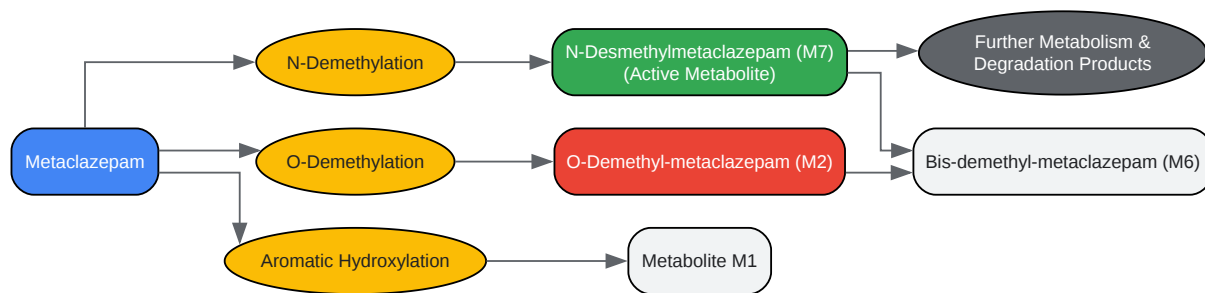 N-Demethylation
N-Desmethylmetaclazepam (M7)
(Active Metabolite)
Further Metabolism &
Degradation Products
Metaclazepam
O-Demethylation
O-Demethyl-metaclazepam (M2)
Bis-demethyl-metaclazepam (M6)
Aromatic Hydroxylation
Metabolite M1